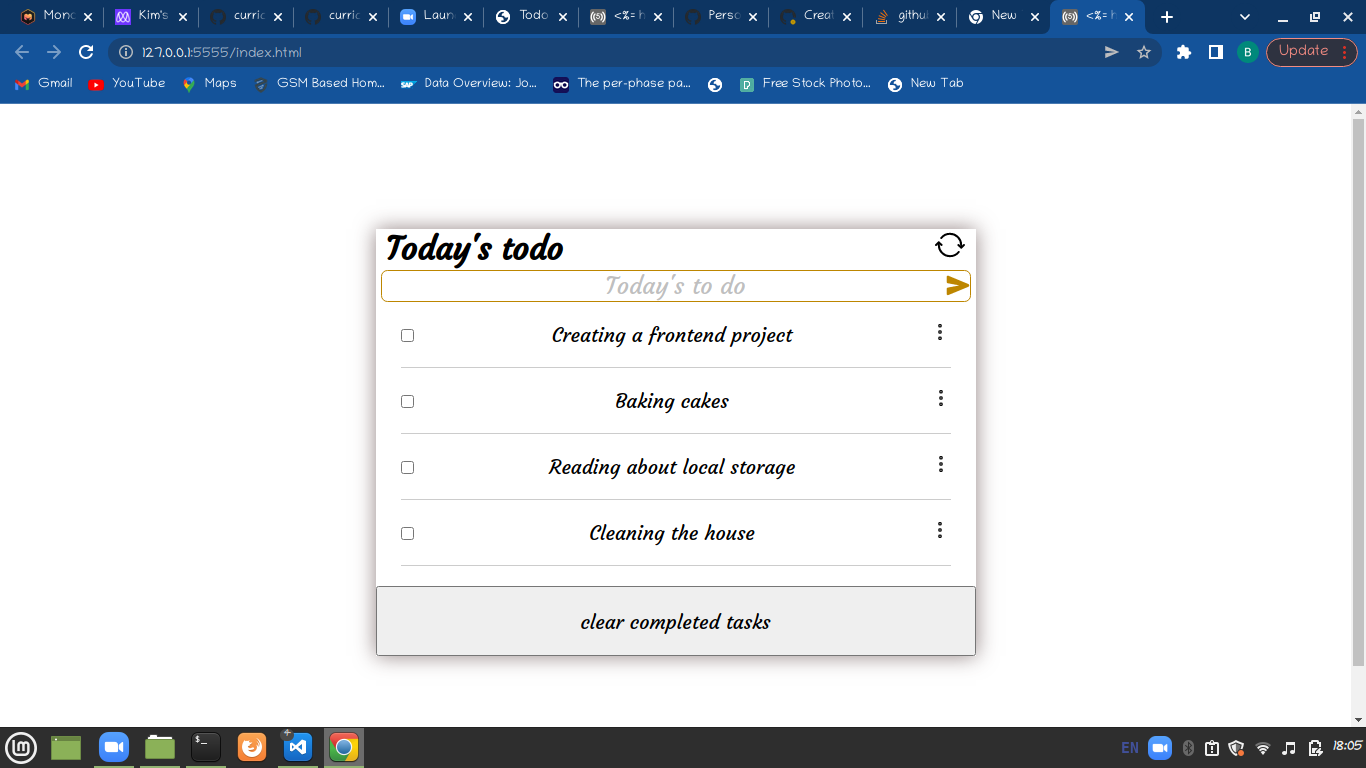 Mono
Kim's
curric
curric
Laun
Todo
<%= h
Perso
Creat
githu
New
<%= h
127.0.0.1:5555/index.html
B
Update
Gmail
YouTube
Maps
GSM Based Hom...
Data Overview: Jo...
The per-phase pa...
Free Stock Photo...
New Tab
Today's todo
Today's to do
Creating a frontend project
Baking cakes
Reading about local storage
Cleaning the house
clear completed tasks
EN
18:05